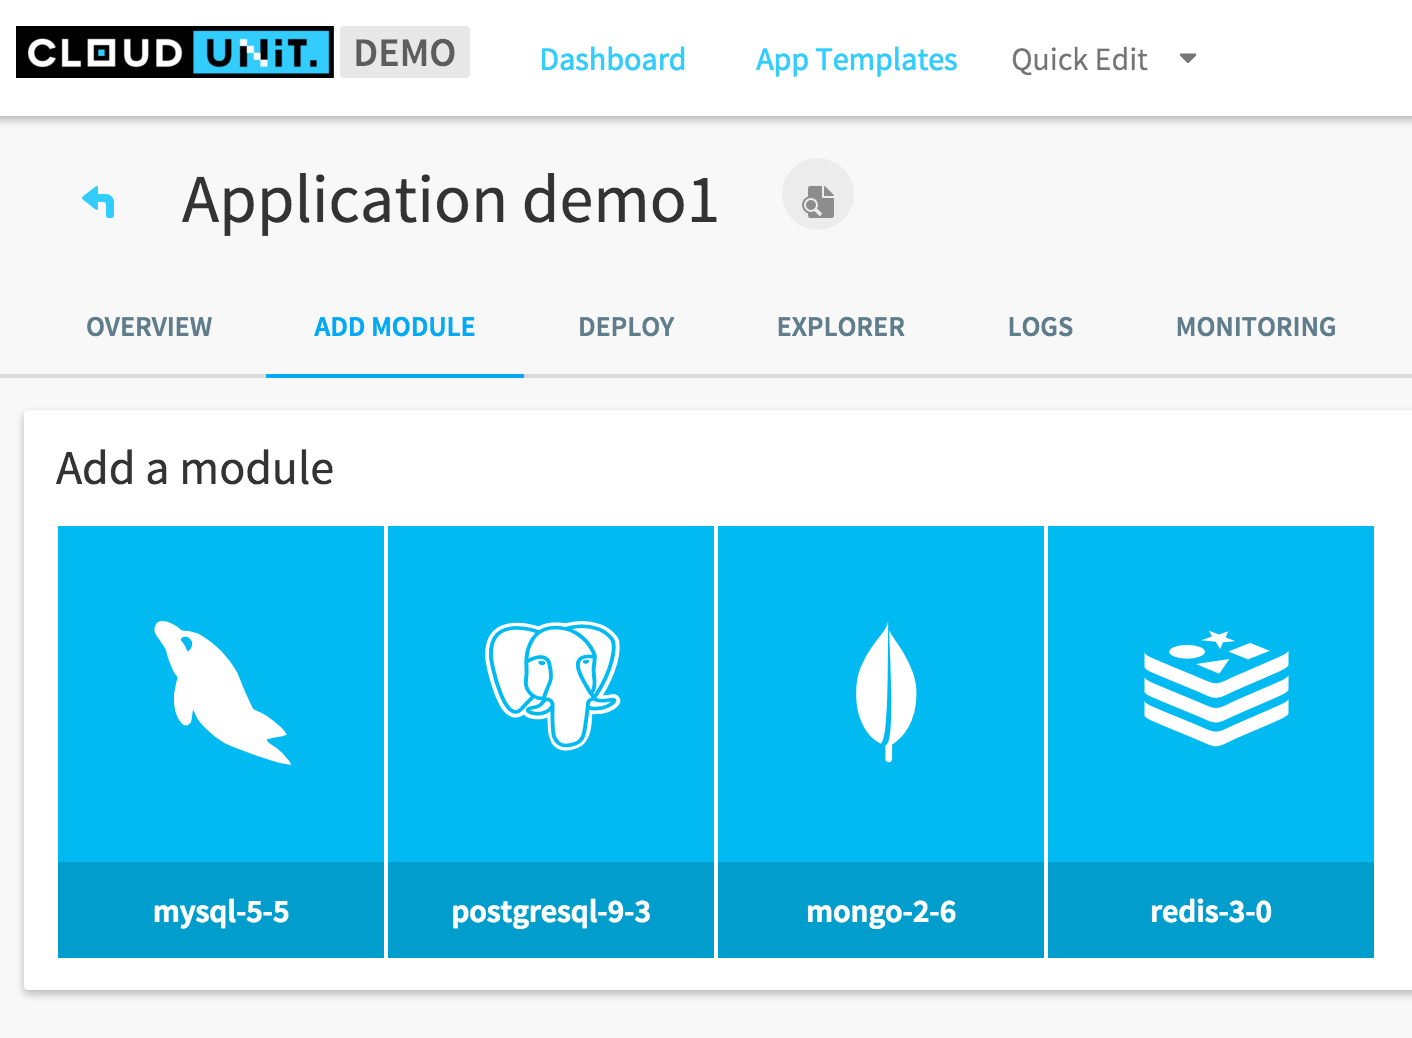 CLOUD UNiT. DEMO Dashboard App Templates Quick Edit
Application demo1
OVERVIEW ADD MODULE DEPLOY EXPLORER LOGS MONITORING
Add a module
mysql-5-5 postgresql-9-3 mongo-2-6 redis-3-0